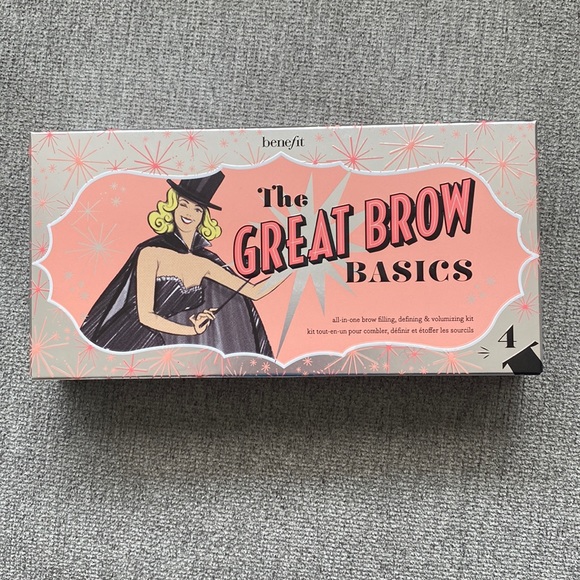 benefit
The
GREAT BROW
BASICS
all-in-one brow filling, defining & volumizing kit
kit tout-en-un pour combler, définir et étoffer les sourcils
4